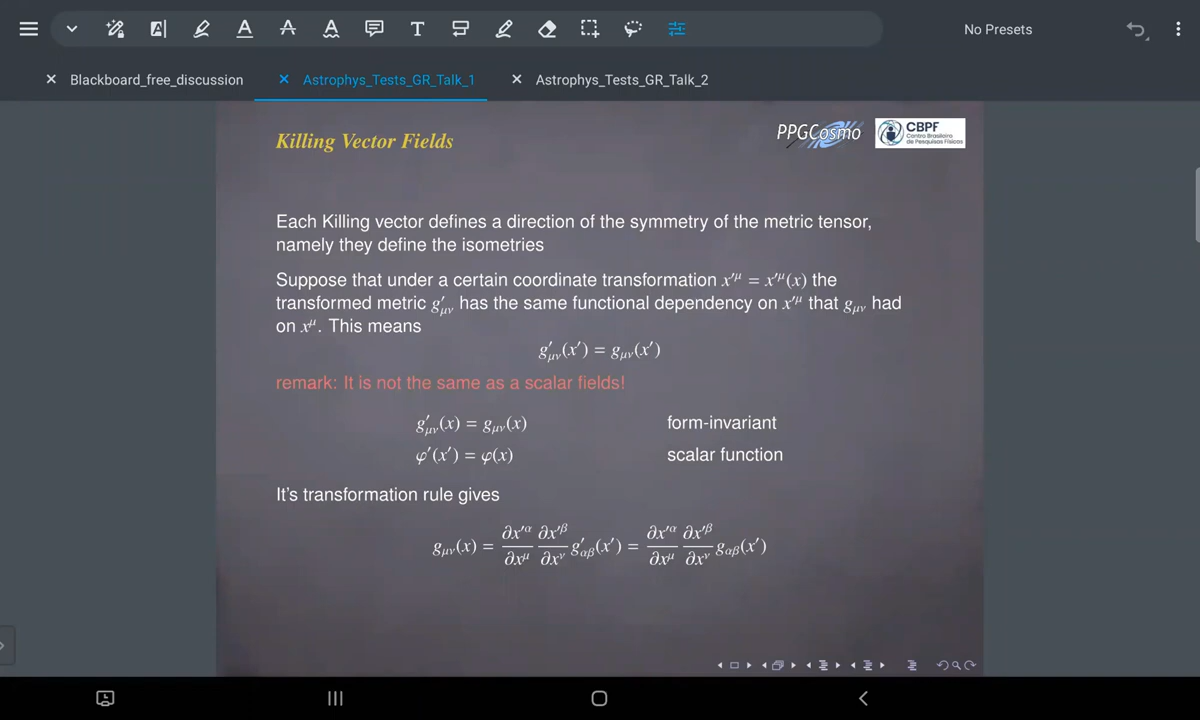 No Presets
Blackboard_free_discussion
Astrophys_Tests_GR_Talk_1
Astrophys_Tests_GR_Talk_2
Killing Vector Fields
PPGCosmo
CBPF
Centro Brasileiro
de Pesquisas Físicas
Each Killing vector defines a direction of the symmetry of the metric tensor,
namely they define the isometries
Suppose that under a certain coordinate transformation x′^μ = x′^μ(x) the
transformed metric g′_μν has the same functional dependency on x′^μ that g_μν had
on x^μ. This means
g′_μν(x′) = g_μν(x′)
remark: It is not the same as a scalar fields!
g′_μν(x) = g_μν(x) form-invariant
φ′(x′) = φ(x) scalar function
It's transformation rule gives
g_μν(x) = ∂x′^α/∂x^μ ∂x′^β/∂x^ν g′_αβ(x′) = ∂x′^α/∂x^μ ∂x′^β/∂x^ν g_αβ(x′)